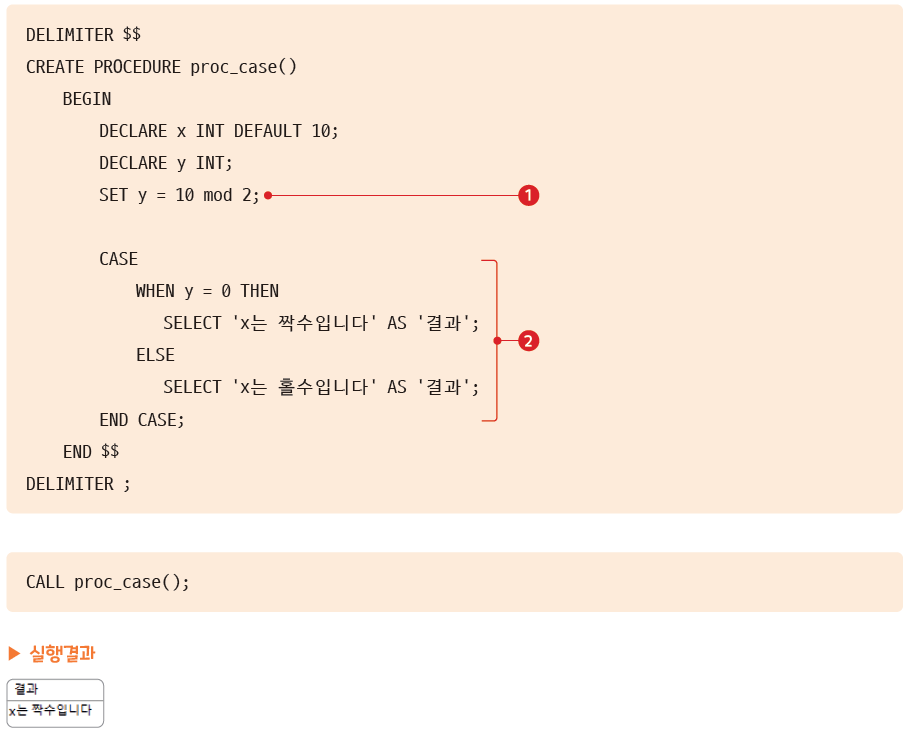 DELIMITER $$
CREATE PROCEDURE proc_case()
BEGIN
DECLARE x INT DEFAULT 10;
DECLARE y INT;
SET y = 10 mod 2;
1
CASE
WHEN y = 0 THEN
SELECT 'x는 짝수입니다' AS '결과';
2
ELSE
SELECT 'x는 홀수입니다' AS '결과';
END CASE;
END $$
DELIMITER ;
CALL proc_case();
▶ 실행결과
결과
x는 짝수입니다